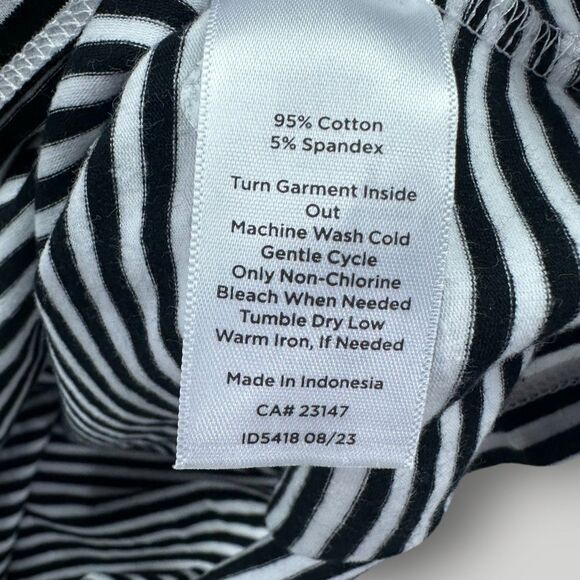 95% Cotton
5% Spandex
Turn Garment Inside
Out
Machine Wash Cold
Gentle Cycle
Only Non-Chlorine
Bleach When Needed
Tumble Dry Low
Warm Iron, If Needed
Made In Indonesia
CA# 23147
ID5418 08/23